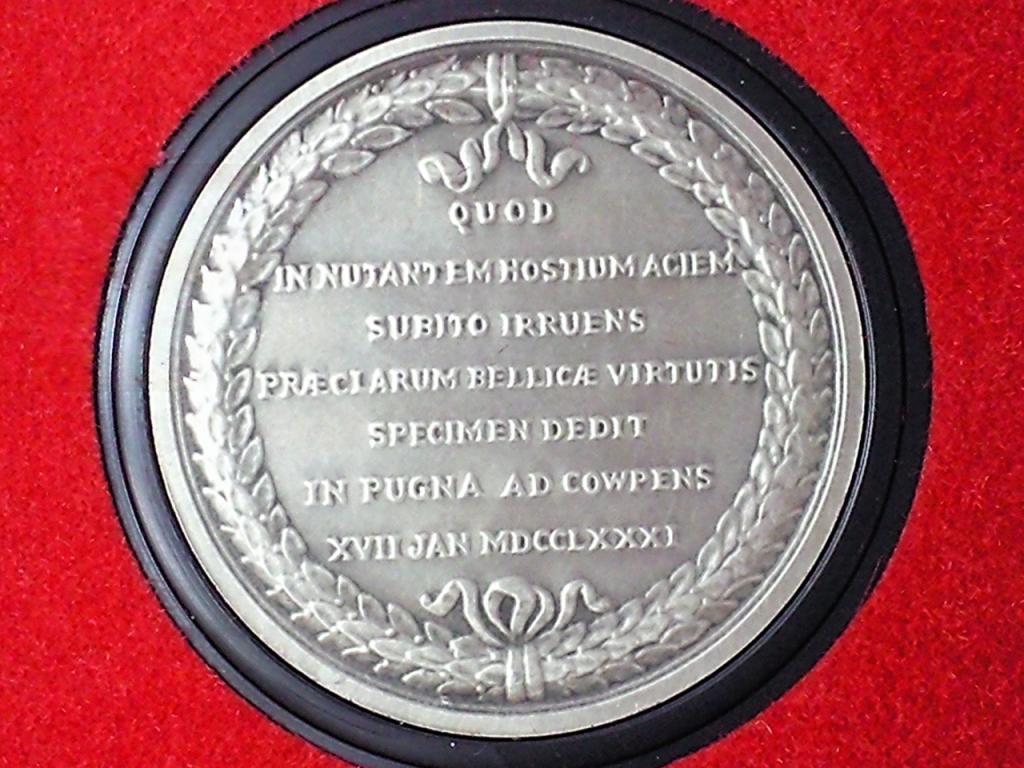 QUOD
IN NUTANTEM HOSTIUM ACIEM
SUBITO IRRUENS
PRÆCLARUM BELLICÆ VIRTUTIS
SPECIMEN DEDIT
IN PUGNA AD COWPENS
XVII JAN MDCCLXXXI